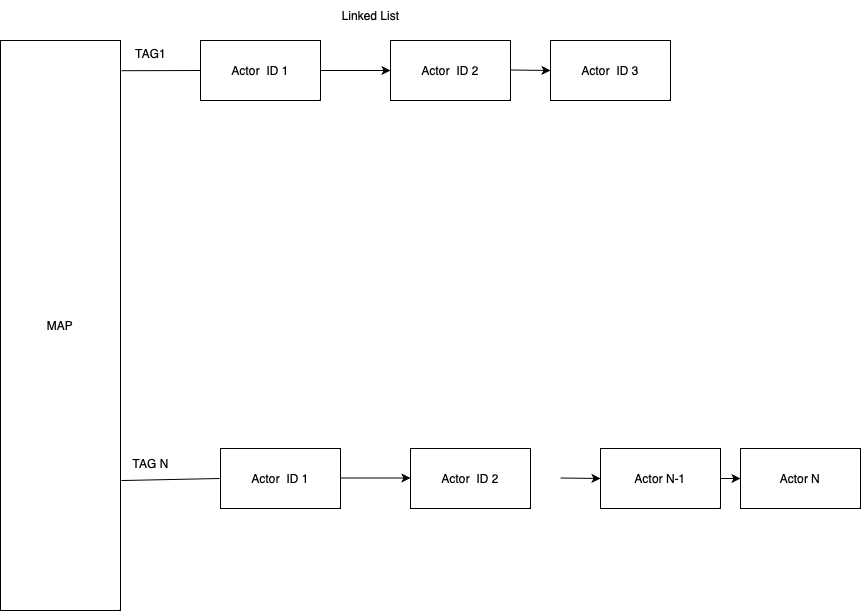 Linked List
TAG1
Actor ID 1
Actor ID 2
Actor ID 3
MAP
TAG N
Actor ID 1
Actor ID 2
Actor N-1
Actor N